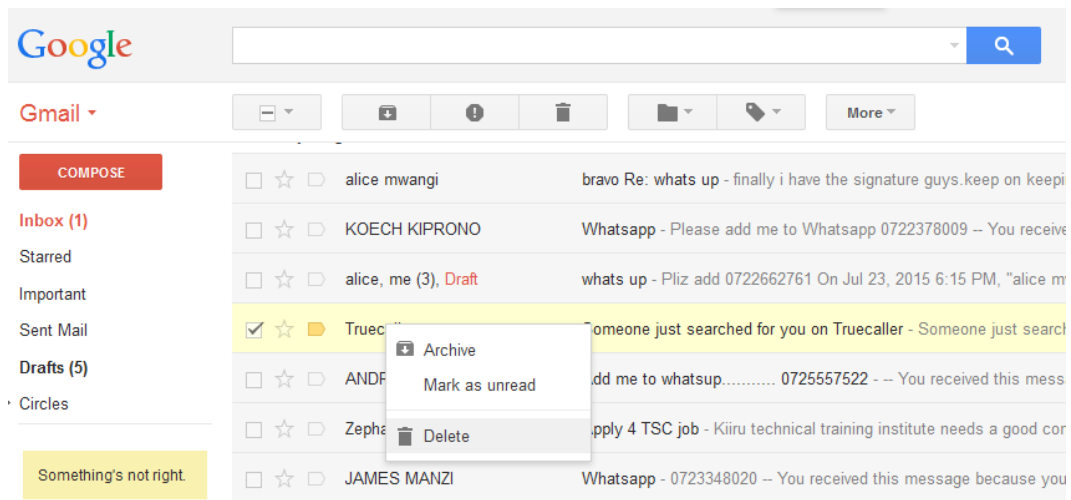 Google
Gmail
More
COMPOSE
Inbox (1)
Starred
Important
Sent Mail
Drafts (5)
Circles
Something's not right.
alice mwangi bravo Re: whats up - finally i have the signature guys.keep on keepi
KOECH KIPRONO Whatsapp - Please add me to Whatsapp 0722378009 -- You receive
alice, me (3), Draft whats up - Pliz add 0722662761 On Jul 23, 2015 6:15 PM, "alice m
Truec Someone just searched for you on Truecaller - Someone just search
AND dd me to whatsup........... 0725557522 - -- You received this mess
Zepha pply 4 TSC job - Kiiru technical training institute needs a good cor
JAMES MANZI Whatsapp - 0723348020 -- You received this message because you
Archive
Mark as unread
Delete